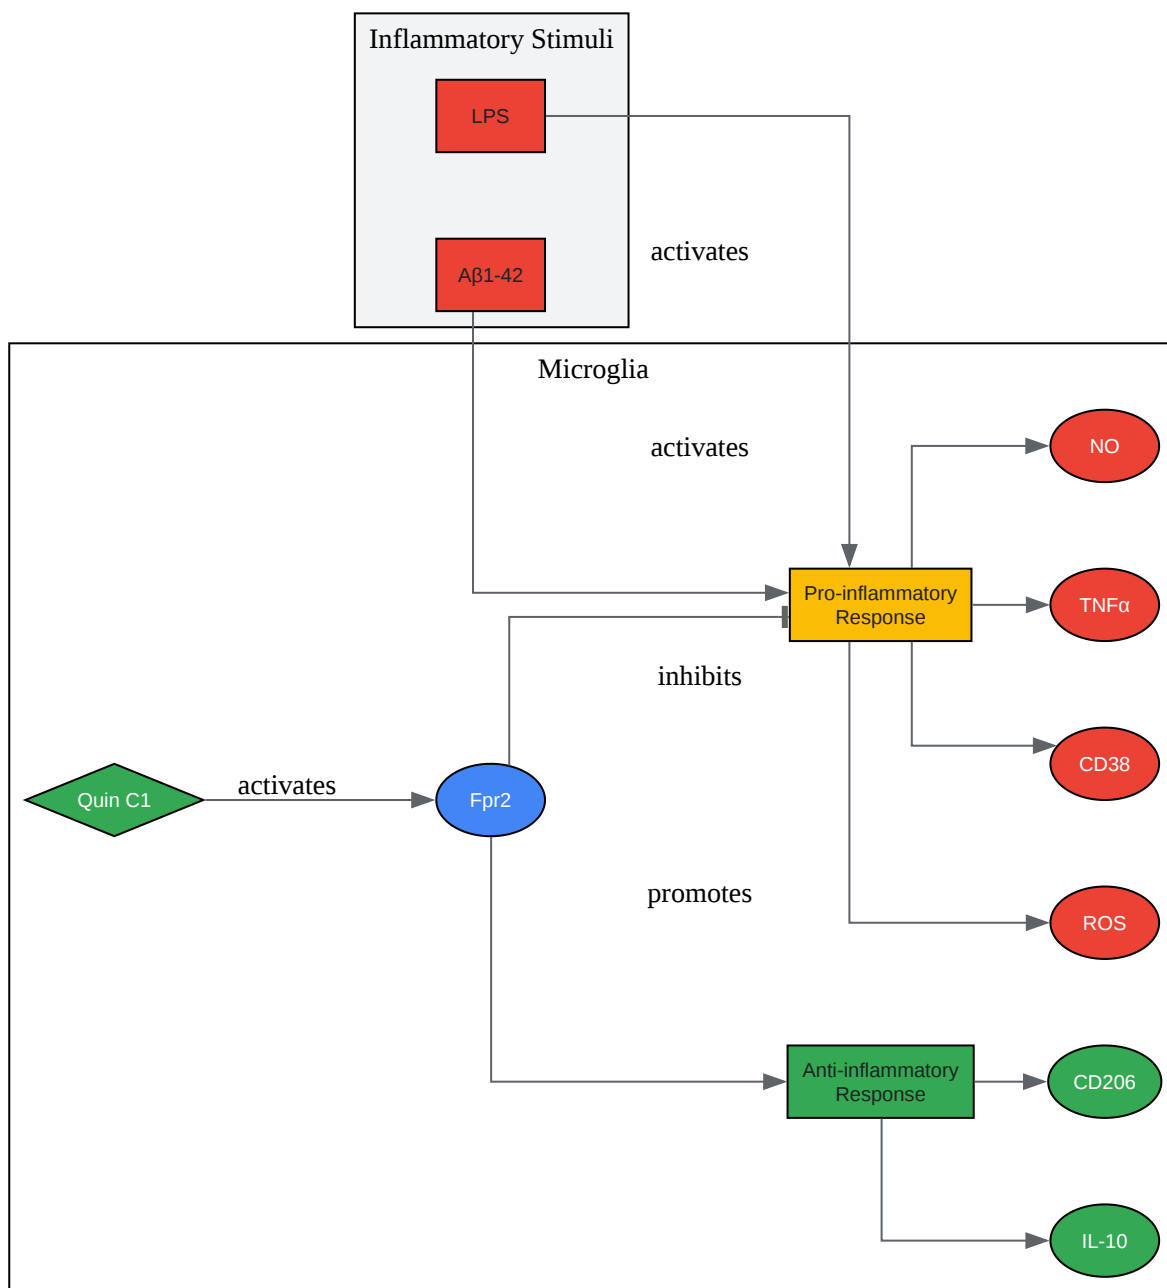 Inflammatory Stimuli
LPS
activates
Aβ1-42
Microglia
activates
NO
Pro-inflammatory
Response
TNFα
inhibits
CD38
activates
Quin C1
Fpr2
promotes
ROS
Anti-inflammatory
Response
CD206
IL-10